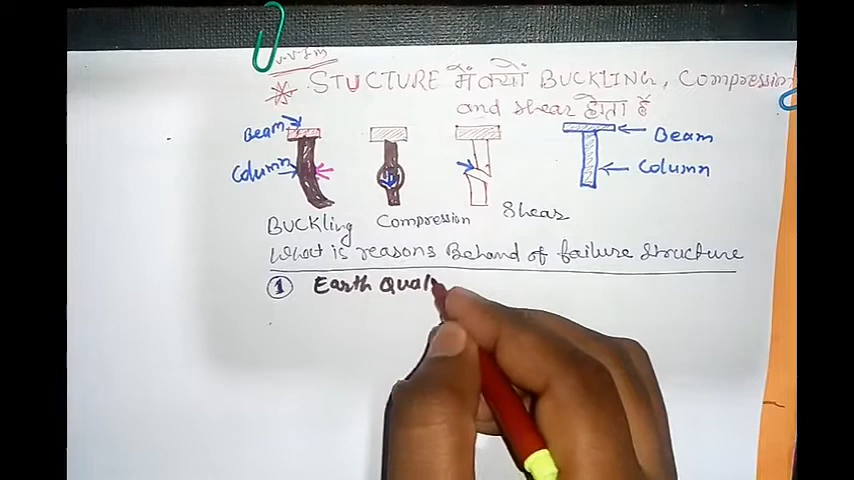 * STUCTURE में क्यों BUCKLING, Compression
and Shear होता हैं
Beam
Column
Beam
Column
BUCKling Compression Shear
What is reasons Behand of failure Structure
1 Earth Qual